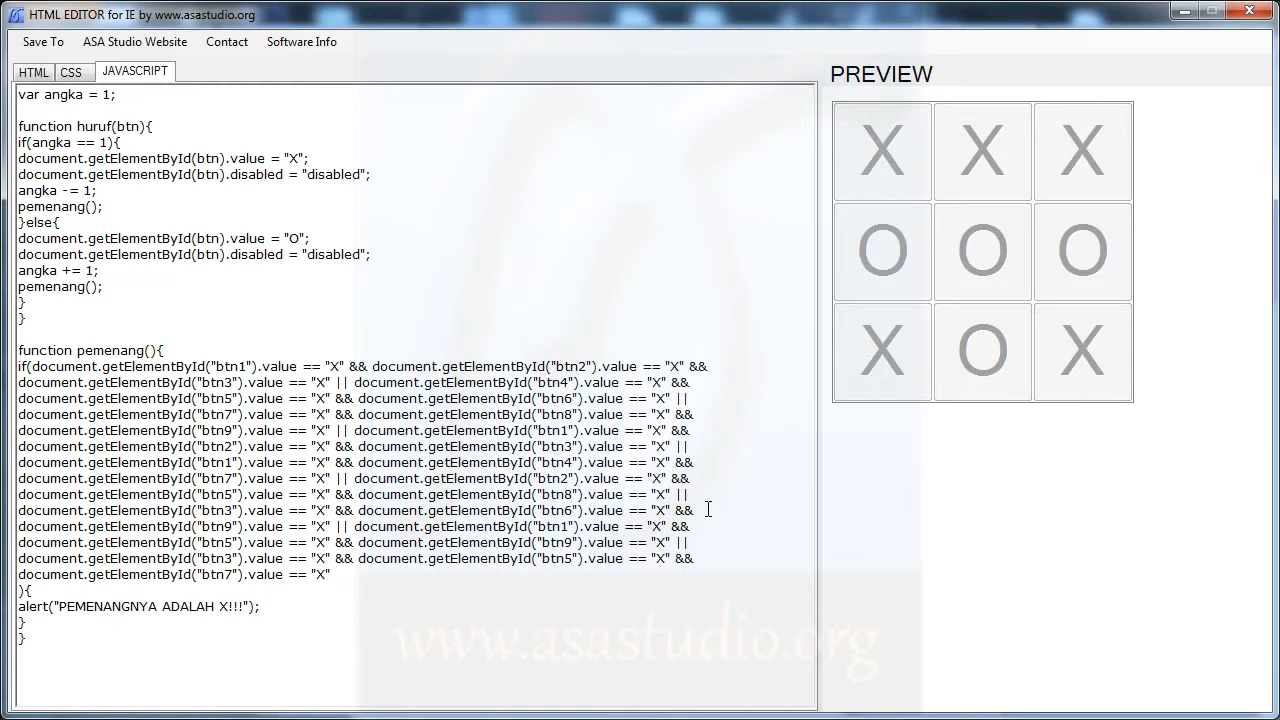 HTML EDITOR for IE by www.asastudio.org
Save To ASA Studio Website Contact Software Info
HTML CSS JAVASCRIPT
var angka = 1;
function huruf(btn){
if(angka == 1){
document.getElementById(btn).value = "X";
document.getElementById(btn).disabled = "disabled";
angka -= 1;
pemenang();
}else{
document.getElementById(btn).value = "O";
document.getElementById(btn).disabled = "disabled";
angka += 1;
pemenang();
}
}
function pemenang(){
if(document.getElementById("btn1").value == "X" && document.getElementById("btn2").value == "X" &&
document.getElementById("btn3").value == "X" || document.getElementById("btn4").value == "X" &&
document.getElementById("btn5").value == "X" && document.getElementById("btn6").value == "X" ||
document.getElementById("btn7").value == "X" && document.getElementById("btn8").value == "X" &&
document.getElementById("btn9").value == "X" || document.getElementById("btn1").value == "X" &&
document.getElementById("btn2").value == "X" && document.getElementById("btn3").value == "X" ||
document.getElementById("btn1").value == "X" && document.getElementById("btn4").value == "X" &&
document.getElementById("btn7").value == "X" || document.getElementById("btn2").value == "X" &&
document.getElementById("btn5").value == "X" && document.getElementById("btn8").value == "X" ||
document.getElementById("btn3").value == "X" && document.getElementById("btn6").value == "X" &&
document.getElementById("btn9").value == "X" || document.getElementById("btn1").value == "X" &&
document.getElementById("btn5").value == "X" && document.getElementById("btn9").value == "X" ||
document.getElementById("btn3").value == "X" && document.getElementById("btn5").value == "X" &&
document.getElementById("btn7").value == "X"
){
alert("PEMENANGNYA ADALAH X!!!");
}
}
PREVIEW
X X X
O O O
X O X
www.asastudio.org